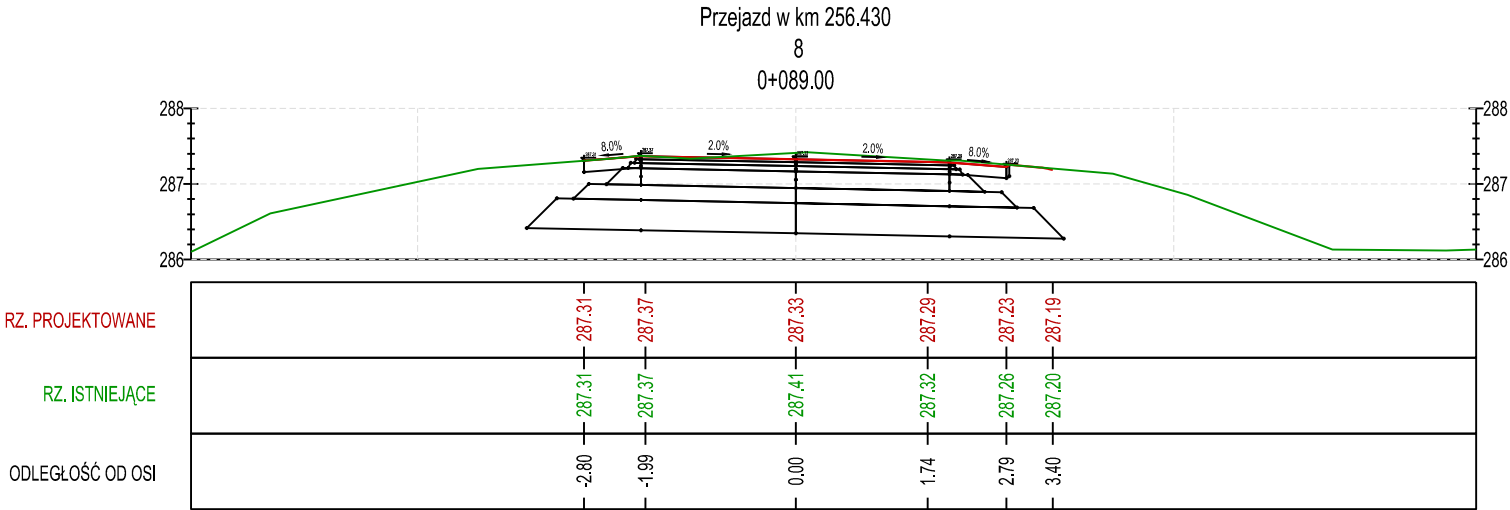 Przejazd w km 256.430
8
0+089.00
288 288
8.0% 2.0% 2.0% 8.0%
287 287
286 286
RZ. PROJEKTOWANE 287.31 287.37 287.33 287.29 287.23 287.19
RZ. ISTNIEJĄCE 287.31 287.37 287.41 287.32 287.26 287.20
ODLEGŁOŚĆ OD OSI -2.80 -1.99 0.00 1.74 2.79 3.40